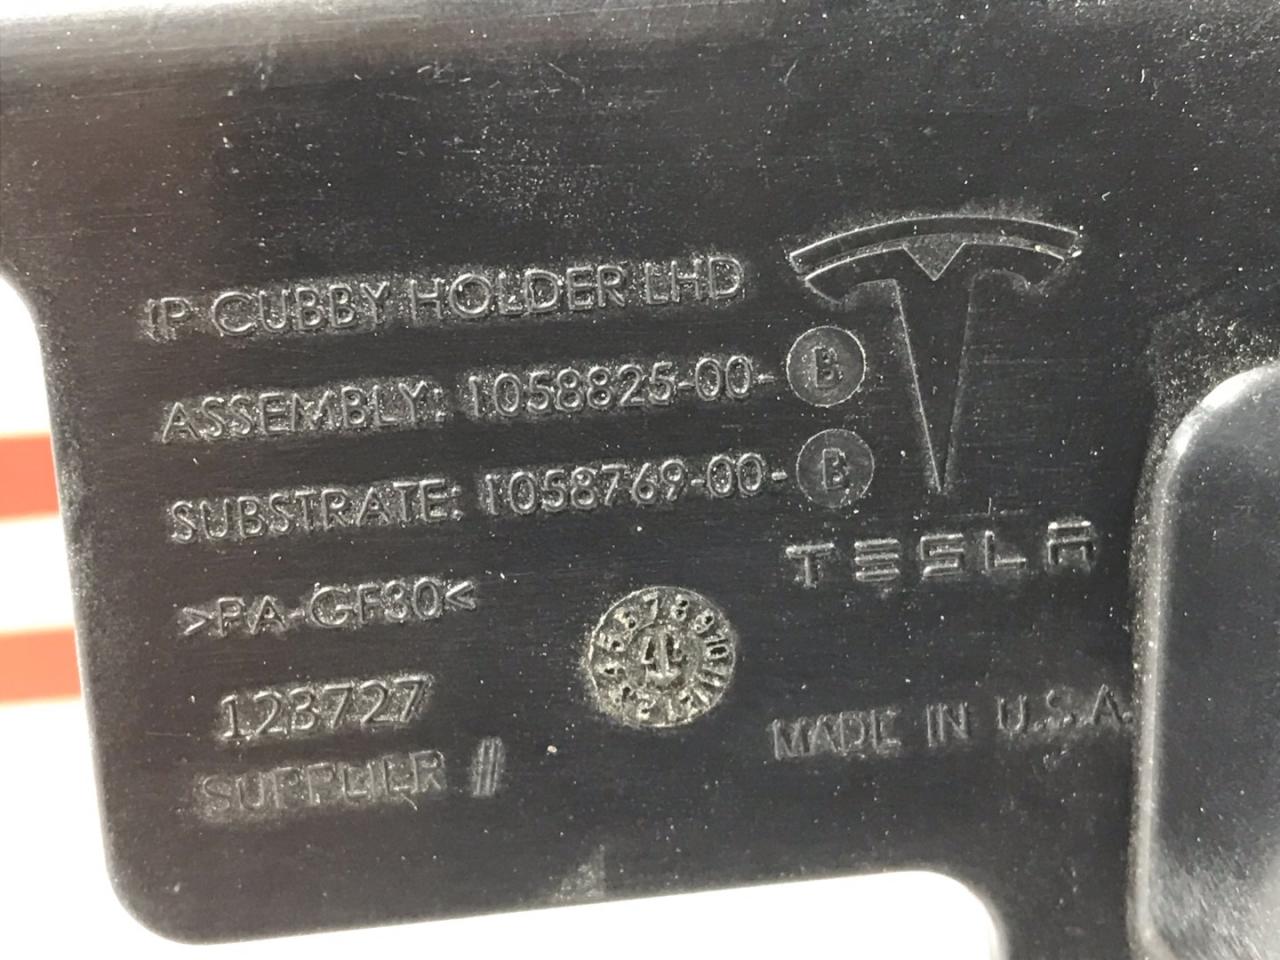 IP CUBBY HOLDER LHD
ASSEMBLY: 1058825-00- B
SUBSTRATE: 1058769-00- B
>PA-GF30<
TESLA
123727
SUPPLIER #
MADE IN U.S.A.